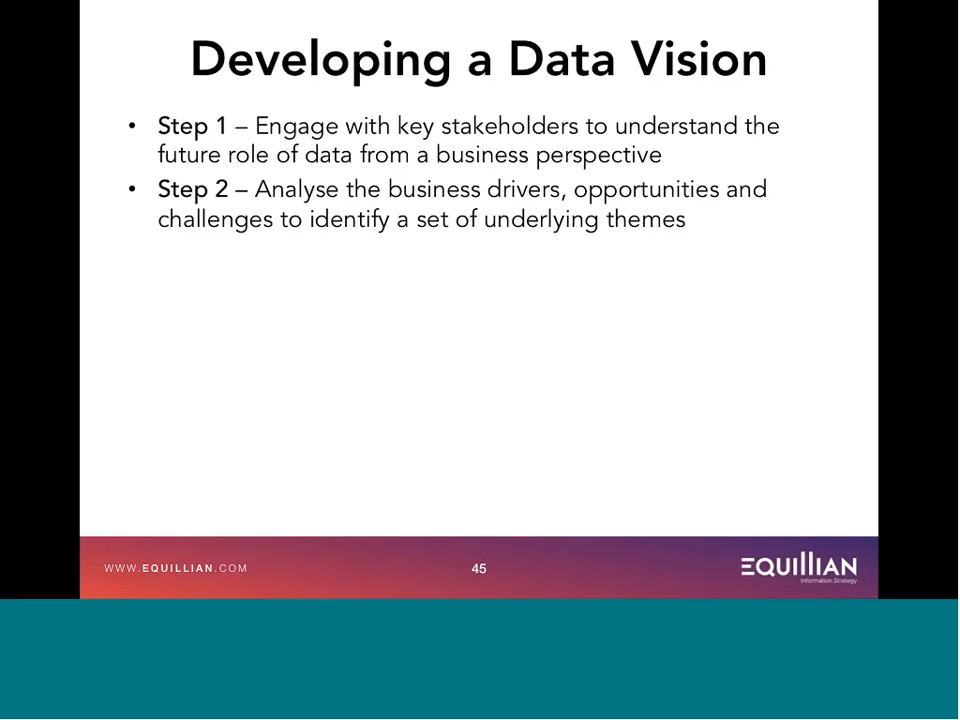 Developing a Data Vision
• Step 1 – Engage with key stakeholders to understand the
future role of data from a business perspective
• Step 2 – Analyse the business drivers, opportunities and
challenges to identify a set of underlying themes
WWW.EQUILLIAN.COM
45
EQUILLIAN
Information Strategy